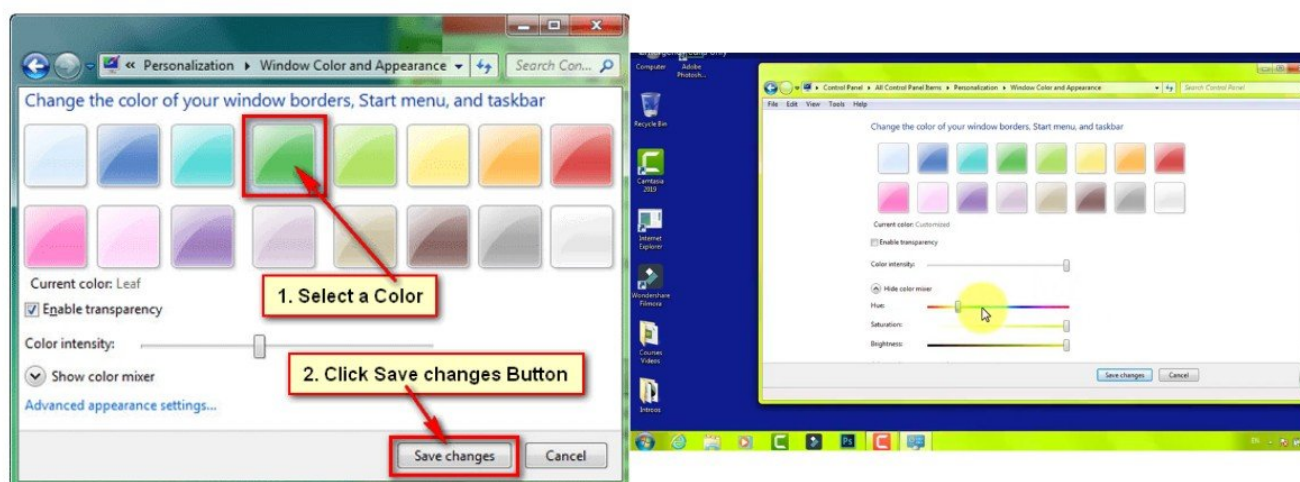 « Personalization ▸ Window Color and Appearance
Search Con...
Change the color of your window borders, Start menu, and taskbar
Current color: Leaf
1. Select a Color
Enable transparency
Color intensity:
2. Click Save changes Button
Show color mixer
Advanced appearance settings...
Save changes
Cancel
Computer
Adobe
Photosh...
Recycle Bin
Camtasia
2019
Internet
Explorer
Wondershare
Filmora
Courses
Videos
Introos
Control Panel ▸ All Control Panel Items ▸ Personalization ▸ Window Color and Appearance
Search Control Panel
File Edit View Tools Help
Change the color of your window borders, Start menu, and taskbar
Current color: Customized
Enable transparency
Color intensity:
Hide color mixer
Hue:
Saturation:
Brightness:
Save changes
Cancel
Ps
EN